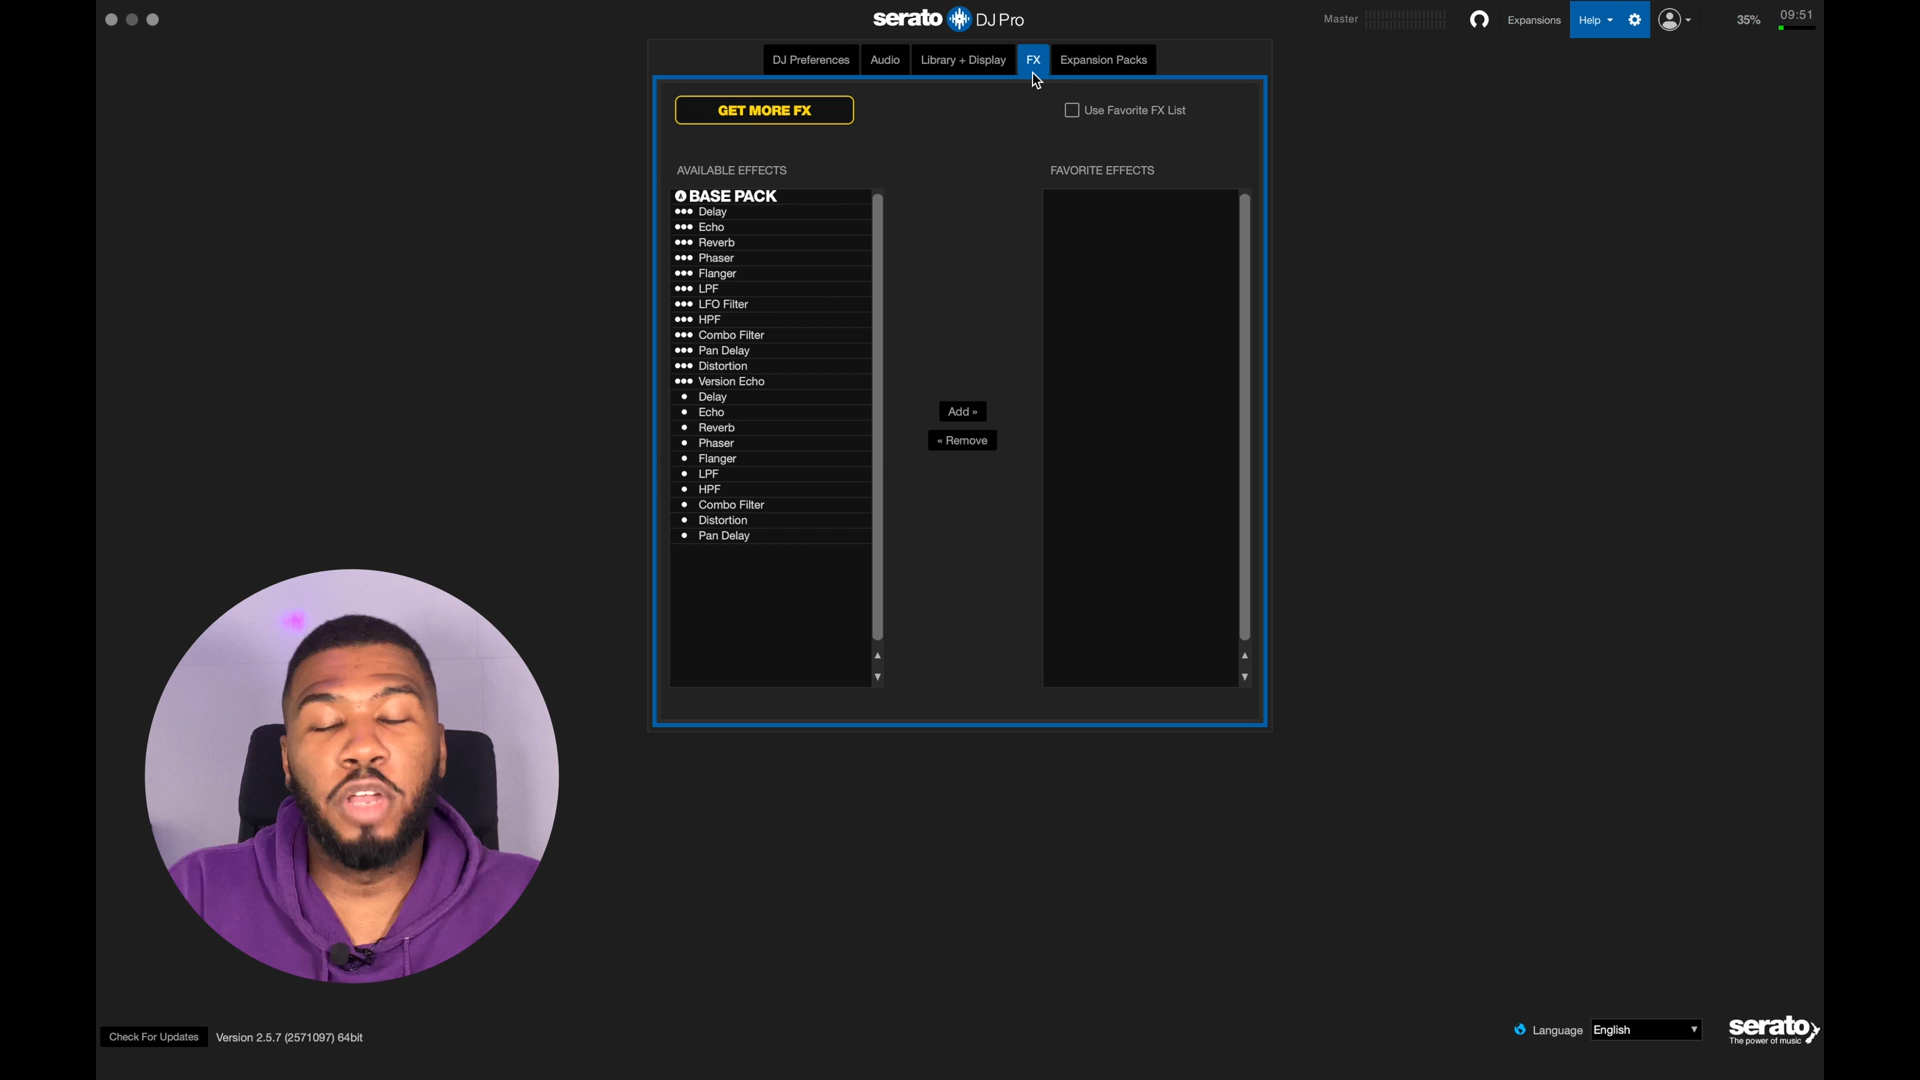 serato DJ Pro
Master
Expansions
Help
35%
09:51
DJ Preferences
Audio
Library + Display
FX
Expansion Packs
GET MORE FX
Use Favorite FX List
AVAILABLE EFFECTS
FAVORITE EFFECTS
BASE PACK
Delay
Echo
Reverb
Phaser
Flanger
LPF
LFO Filter
HPF
Combo Filter
Pan Delay
Distortion
Version Echo
Delay
Echo
Reverb
Phaser
Flanger
LPF
HPF
Combo Filter
Distortion
Pan Delay
Add »
« Remove
Check For Updates
Version 2.5.7 (2571097) 64bit
Language
English
serato
The power of music